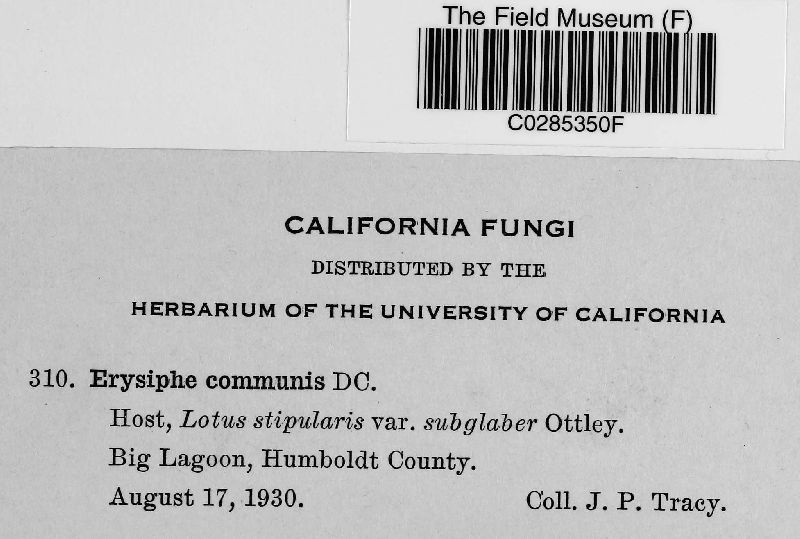 The Field Museum (F)
C0285350F
CALIFORNIA FUNGI
DISTRIBUTED BY THE
HERBARIUM OF THE UNIVERSITY OF CALIFORNIA
310. Erysiphe communis DC.
Host, Lotus stipularis var. subglaber Ottley.
Big Lagoon, Humboldt County.
August 17, 1930. Coll. J. P. Tracy.